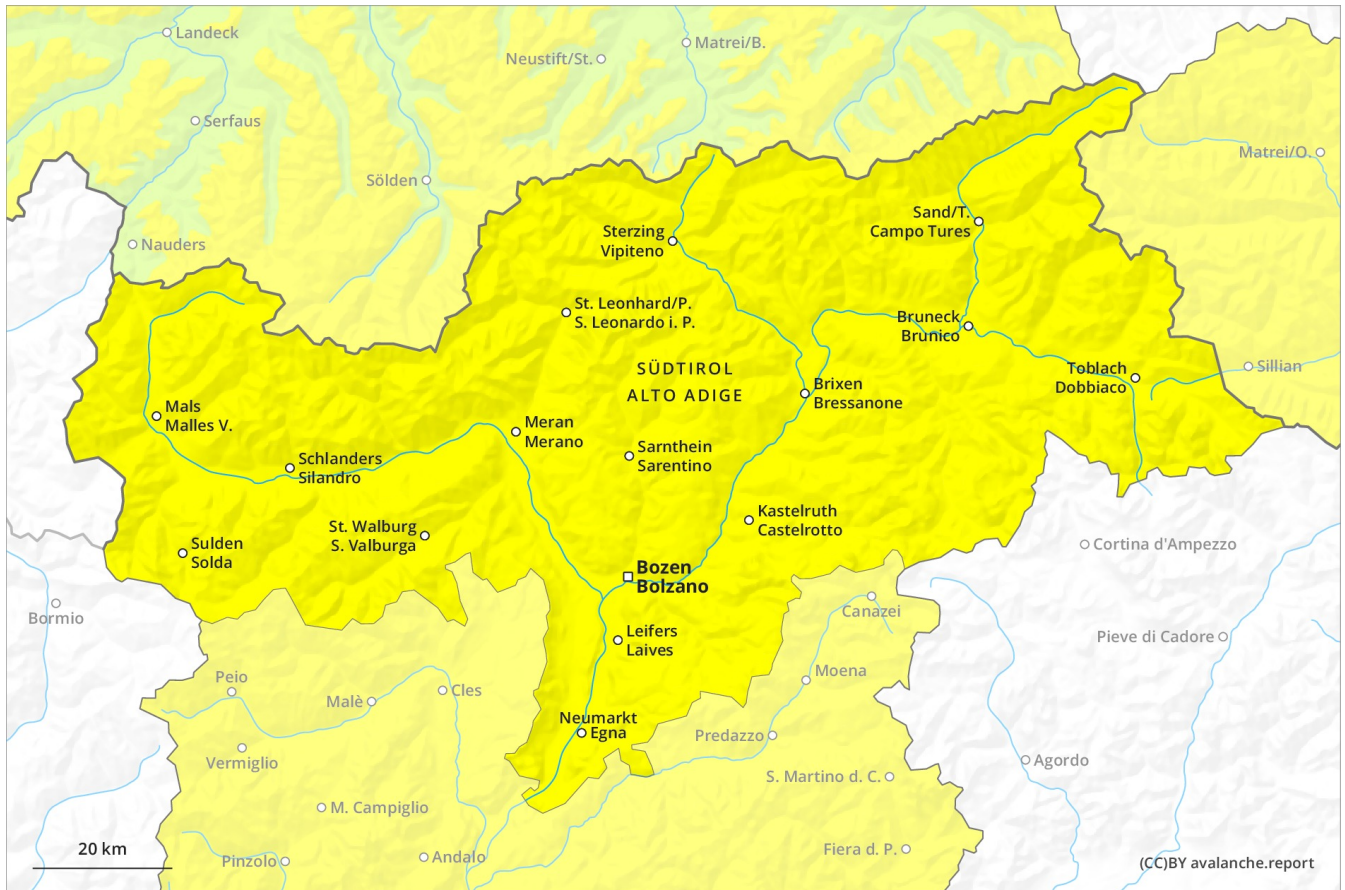 Landeck
Matrei/B.
Neustift/St.
Serfaus
Matrei/O.
Sölden
Sand/T.
Campo Tures
Sterzing
Vipiteno
Nauders
St. Leonhard/P.
S. Leonardo i. P.
Bruneck
Brunico
SÜDTIROL
ALTO ADIGE
Toblach
Dobbiaco
Sillian
Brixen
Bressanone
Mals
Malles V.
Meran
Merano
Sarnthein
Sarentino
Schlanders
Silandro
Kastelruth
Castelrotto
St. Walburg
S. Valburga
Sulden
Solda
Cortina d'Ampezzo
Bozen
Bolzano
Bormio
Canazei
Leifers
Laives
Pieve di Cadore
Moena
Peio
Cles
Malè
Neumarkt
Egna
Predazzo
Vermiglio
Agordo
S. Martino d. C.
M. Campiglio
20 km
Fiera d. P.
Andalo
Pinzolo
(CC)BY avalanche.report